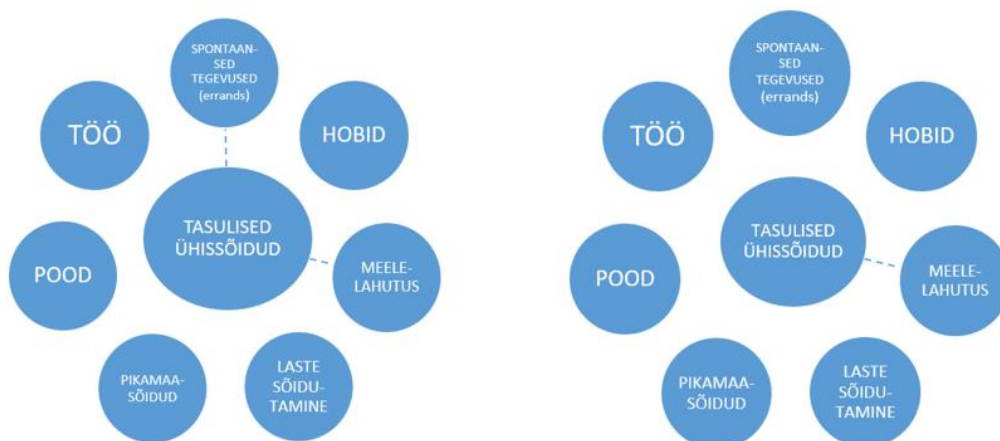 SPONTAAN-
SED
TEGEVUSED
(errands)
TÖÖ
HOBID
TASULISED
ÜHISSÕIDUD
POOD
MEELE-
LAHUTUS
PIKAMAA-
SÕIDUD
LASTE
SÕIDU-
TAMINE
SPONTAAN-
SED
TEGEVUSED
(errands)
TÖÖ
HOBID
TASULISED
ÜHISSÕIDUD
POOD
MEELE-
LAHUTUS
PIKAMAA-
SÕIDUD
LASTE
SÕIDU-
TAMINE